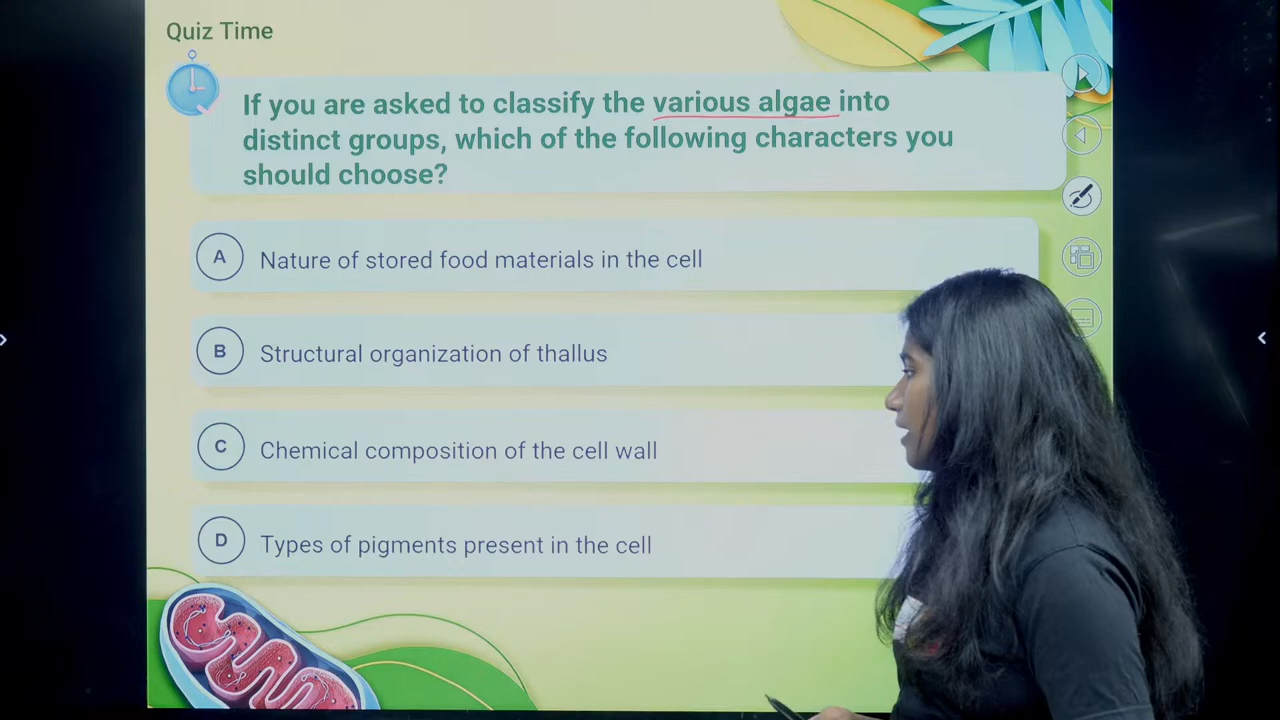 Quiz Time
If you are asked to classify the various algae into
distinct groups, which of the following characters you
should choose?
A Nature of stored food materials in the cell
B Structural organization of thallus
C Chemical composition of the cell wall
D Types of pigments present in the cell